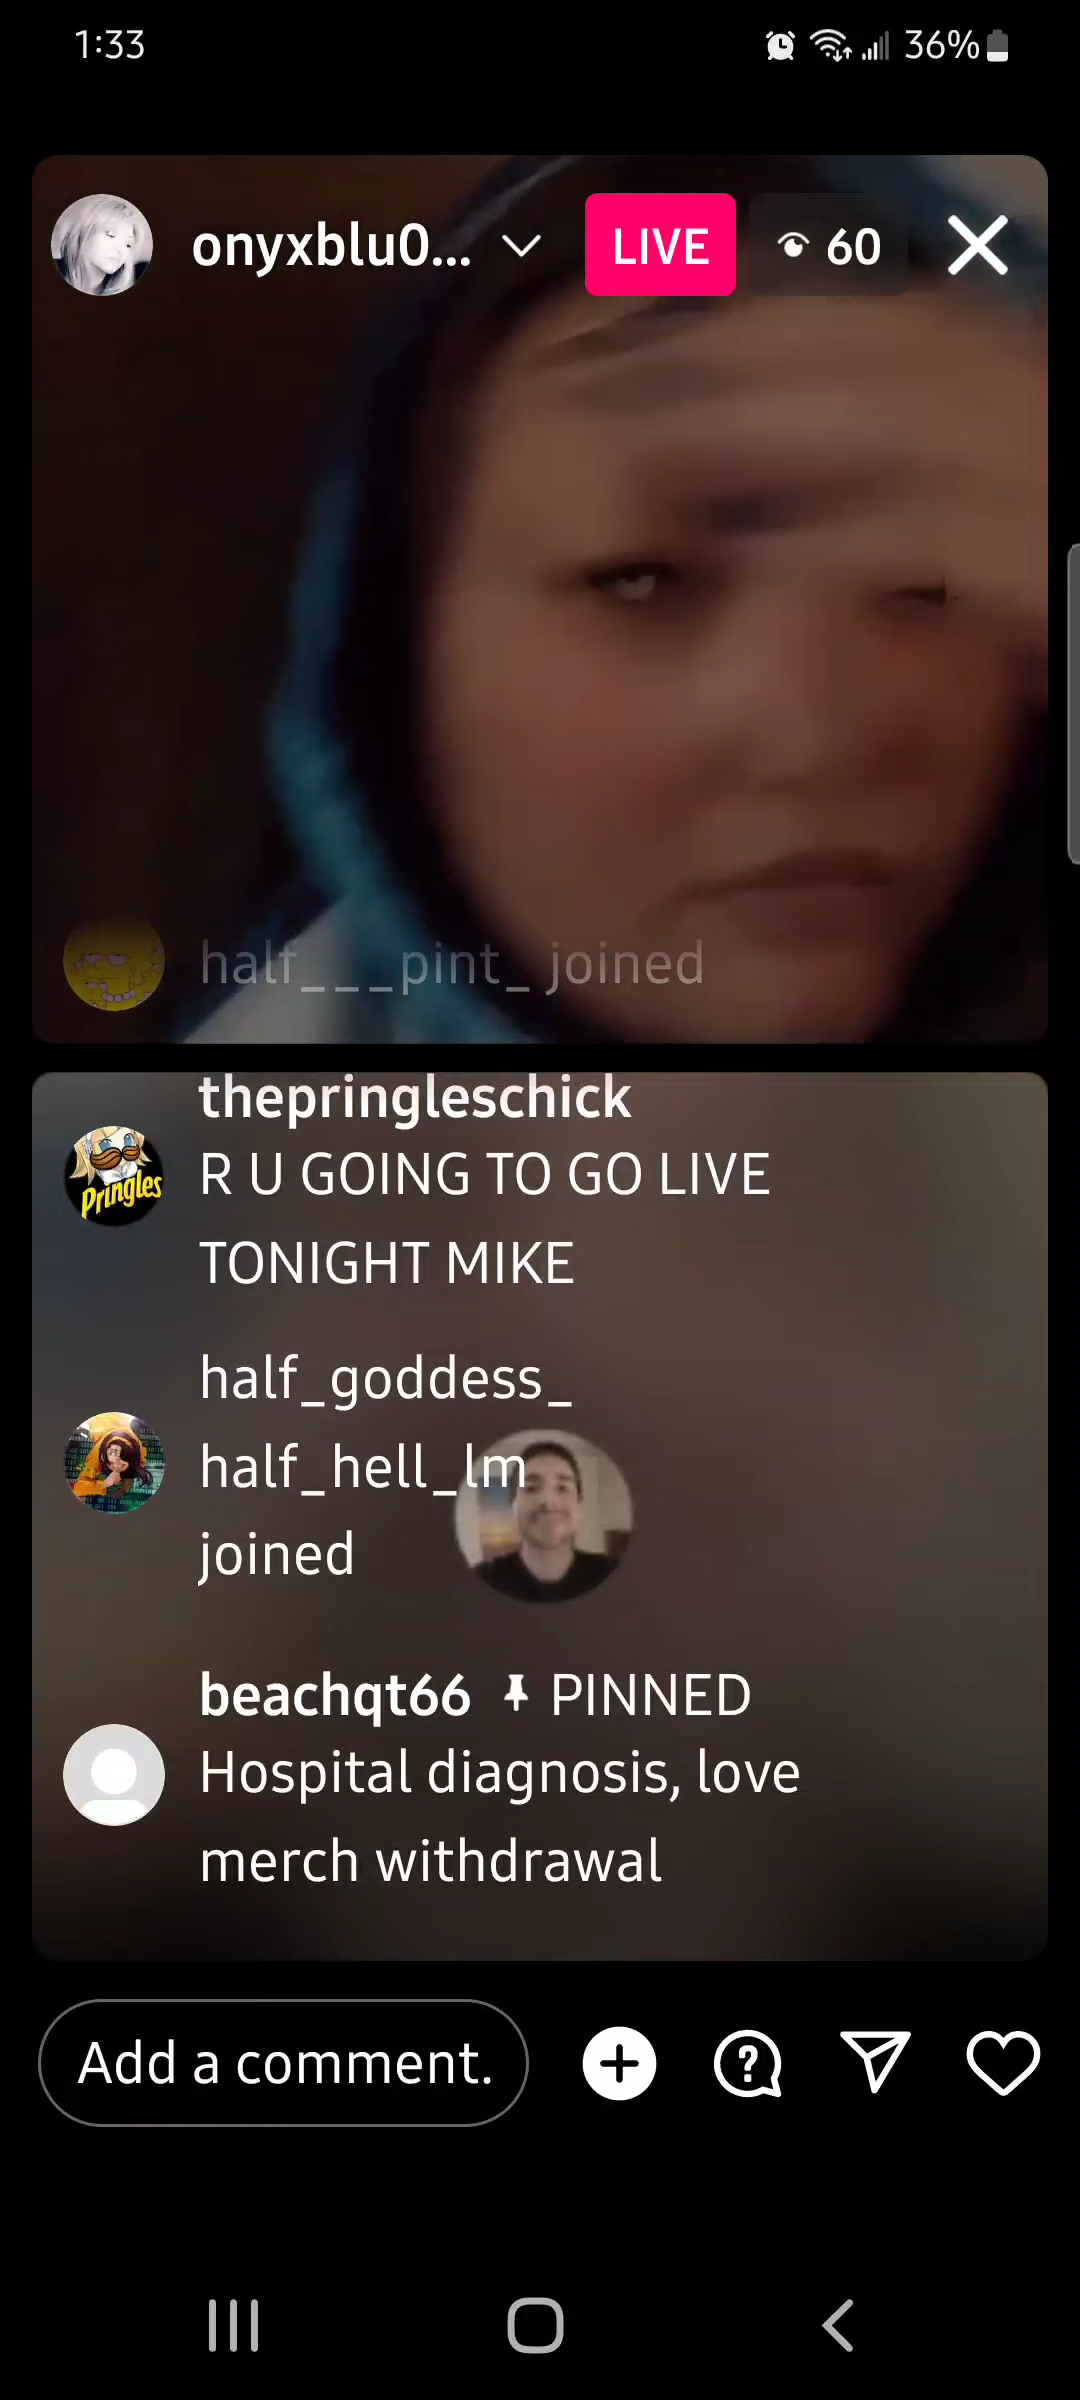 1:33
36%
onyxblu0...
LIVE
60
half___pint_ joined
thepringleschick
Pringles
R U GOING TO GO LIVE
TONIGHT MIKE
half_goddess_
half_hell_lm
joined
beachqt66 PINNED
Hospital diagnosis, love
merch withdrawal
Add a comment.